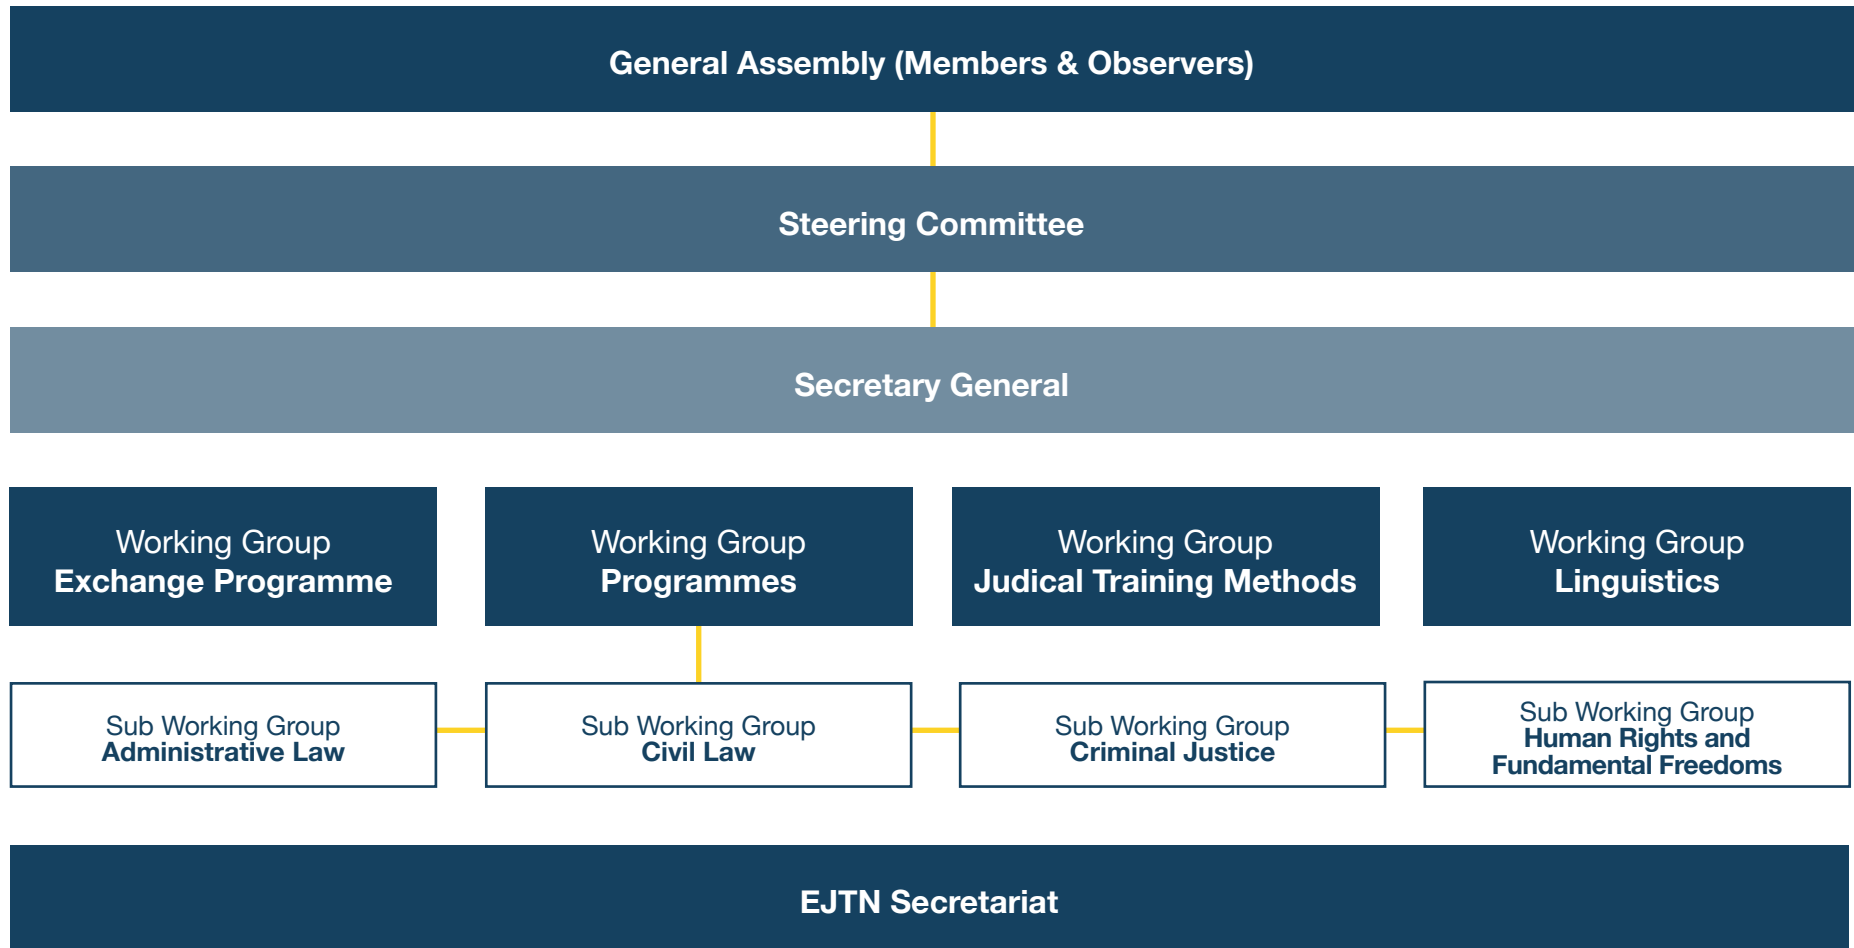 General Assembly (Members & Observers)
Steering Committee
Secretary General
Working Group
Exchange Programme
Working Group
Programmes
Working Group
Judical Training Methods
Working Group
Linguistics
Sub Working Group
Administrative Law
Sub Working Group
Civil Law
Sub Working Group
Criminal Justice
Sub Working Group
Human Rights and
Fundamental Freedoms
EJTN Secretariat